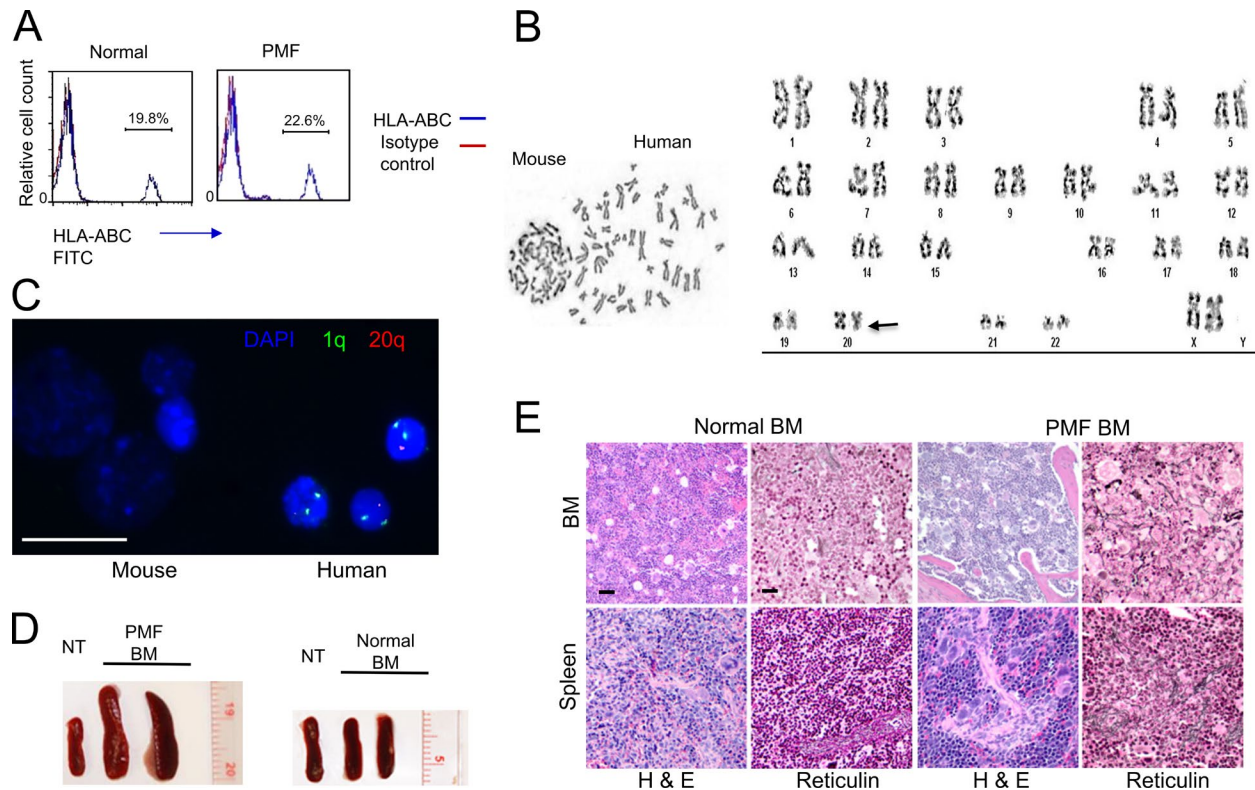 A
Normal
PMF
Relative cell count
19.8%
22.6%
0
0
HLA-ABC
Isotype
control
HLA-ABC
FITC
B
Mouse
Human
1 2 3 4 5
6 7 8 9 10 11 12
13 14 15 16 17 18
19 20 21 22 X Y
C
DAPI 1q 20q
Mouse Human
D
NT
PMF
BM
NT
Normal
BM
19
20
5
E
Normal BM PMF BM
BM
Spleen
H & E Reticulin H & E Reticulin